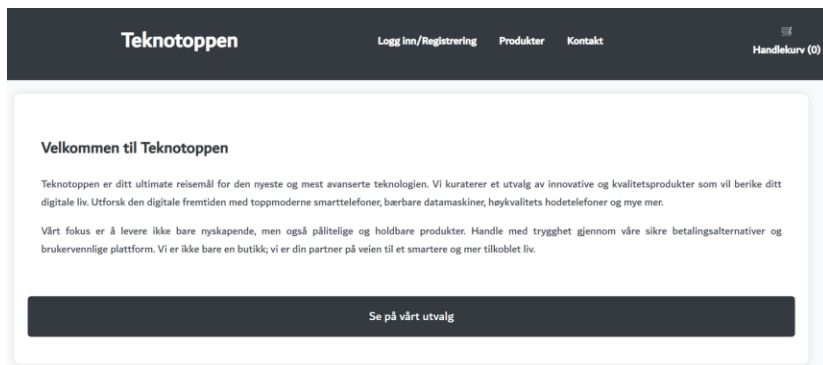 Teknotoppen
Logg inn/Registrering Produkter Kontakt
Handlekurv (0)
Velkommen til Teknotoppen
Teknotoppen er ditt ultimate reisemål for den nyeste og mest avanserte teknologien. Vi kuraterer et utvalg av innovative og kvalitetsprodukter som vil berike ditt
digitale liv. Utforsk den digitale fremtiden med toppmoderne smarttelefoner, bærbare datamaskiner, høykvalitets hodetelefoner og mye mer.
Vårt fokus er å levere ikke bare nyskapende, men også pålitelige og holdbare produkter. Handle med trygghet gjennom våre sikre betalingsalternativer og
brukervennlige plattform. Vi er ikke bare en butikk; vi er din partner på veien til et smartere og mer tilkoblet liv.
Se på vårt utvalg